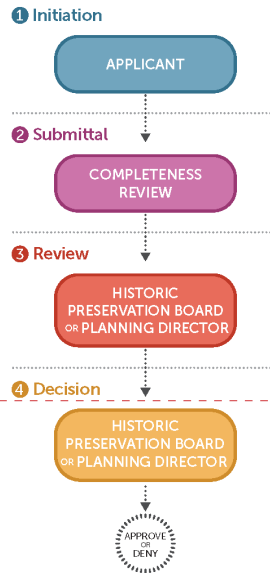 1 Initiation
APPLICANT
2 Submittal
COMPLETENESS
REVIEW
3 Review
HISTORIC
PRESERVATION BOARD
OR PLANNING DIRECTOR
4 Decision
HISTORIC
PRESERVATION BOARD
OR PLANNING DIRECTOR
APPROVE
OR
DENY